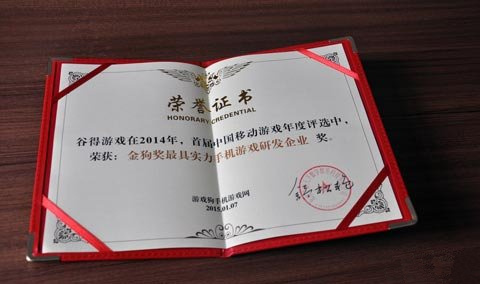 荣誉证书
HONORARY CREDENTIAL
谷得游戏在2014年，首届中国移动游戏年度评选中，
荣获：金狗奖最具实力手机游戏研发企业 奖。
游戏狗手机游戏网
2015.01.07